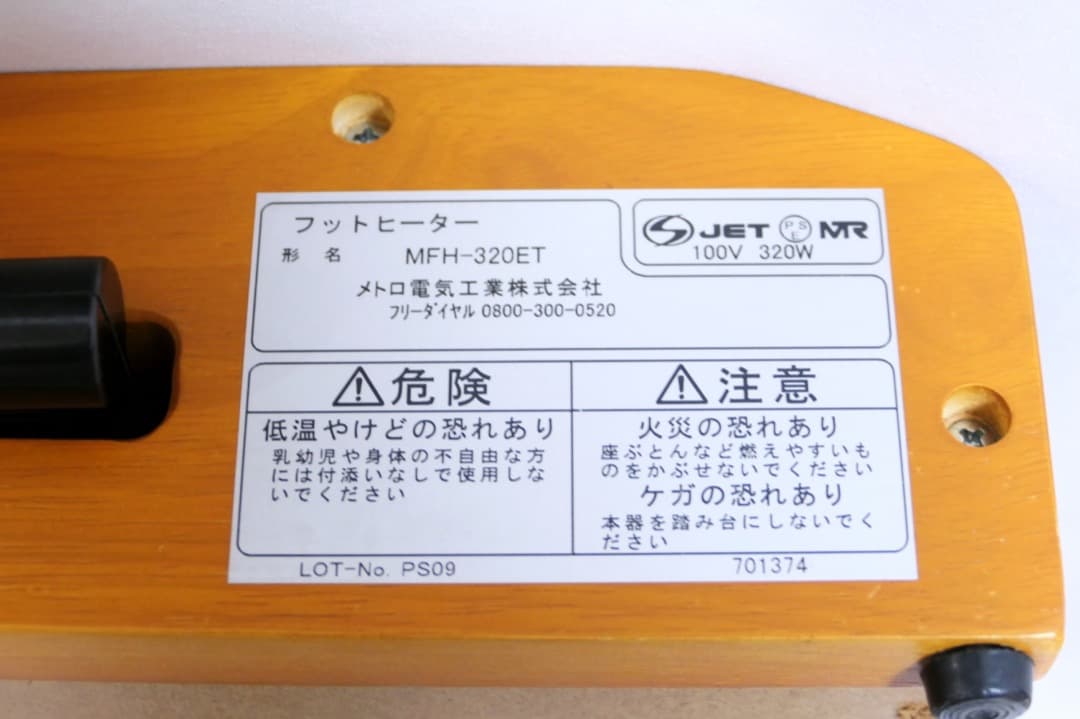 フットヒーター
形 名 MFH-320ET
メトロ電気工業株式会社
フリーダイヤル 0800-300-0520
S JET PSE MTR
100V 320W
⚠危険
低温やけどの恐れあり
乳幼児や身体の不自由な方
には付添いなしで使用しな
いでください
⚠注意
火災の恐れあり
座ぶとんなど燃えやすいも
のをかぶせないでください
ケガの恐れあり
本器を踏み台にしないでく
ださい
LOT-No. PS09
701374